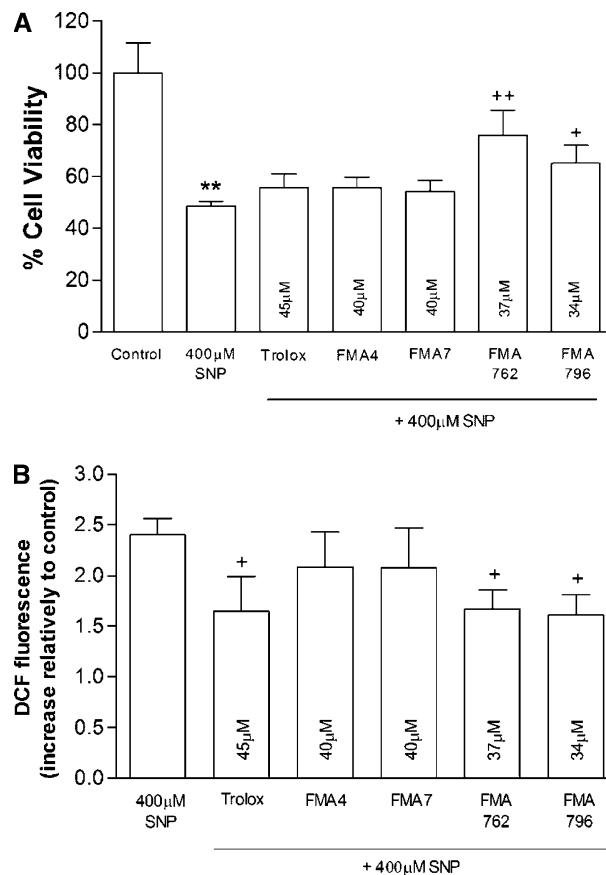 A
% Cell Viability
120
100
80
60
40
20
0
**
++
+
45μM
40μM
40μM
37μM
34μM
Control
400μM
SNP
Trolox
FMA4
FMA7
FMA
762
FMA
796
+ 400μM SNP
B
DCF fluorescence
(increase relatively to control)
3.0
2.5
2.0
1.5
1.0
0.5
0.0
+
+
+
45μM
40μM
40μM
37μM
34μM
400μM
SNP
Trolox
FMA4
FMA7
FMA
762
FMA
796
+ 400μM SNP